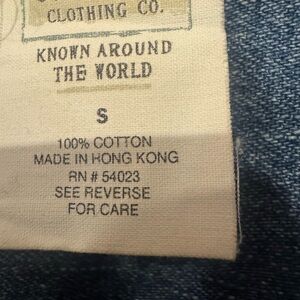 CLOTHING CO.
KNOWN AROUND
THE WORLD
S
100% COTTON
MADE IN HONG KONG
RN # 54023
SEE REVERSE
FOR CARE